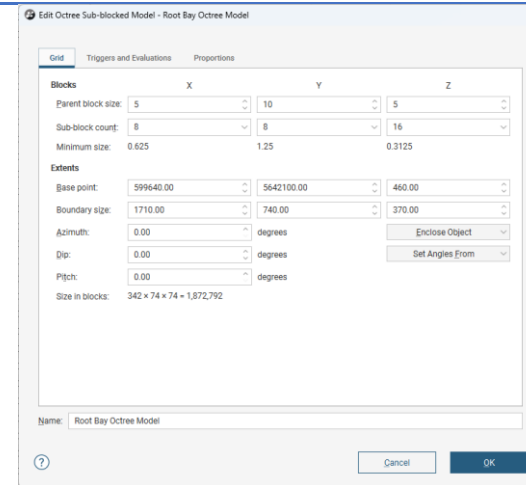 Edit Octree Sub-blocked Model - Root Bay Octree Model
Grid Triggers and Evaluations Proportions
Blocks X Y Z
Parent block size: 5 10 5
Sub-block count: 8 8 16
Minimum size: 0.625 1.25 0.3125
Extents
Base point: 599640.00 5642100.00 460.00
Boundary size: 1710.00 740.00 370.00
Azimuth: 0.00 degrees Enclose Object
Dip: 0.00 degrees Set Angles From
Pitch: 0.00 degrees
Size in blocks: 342 × 74 × 74 = 1,872,792
Name: Root Bay Octree Model
? Cancel OK